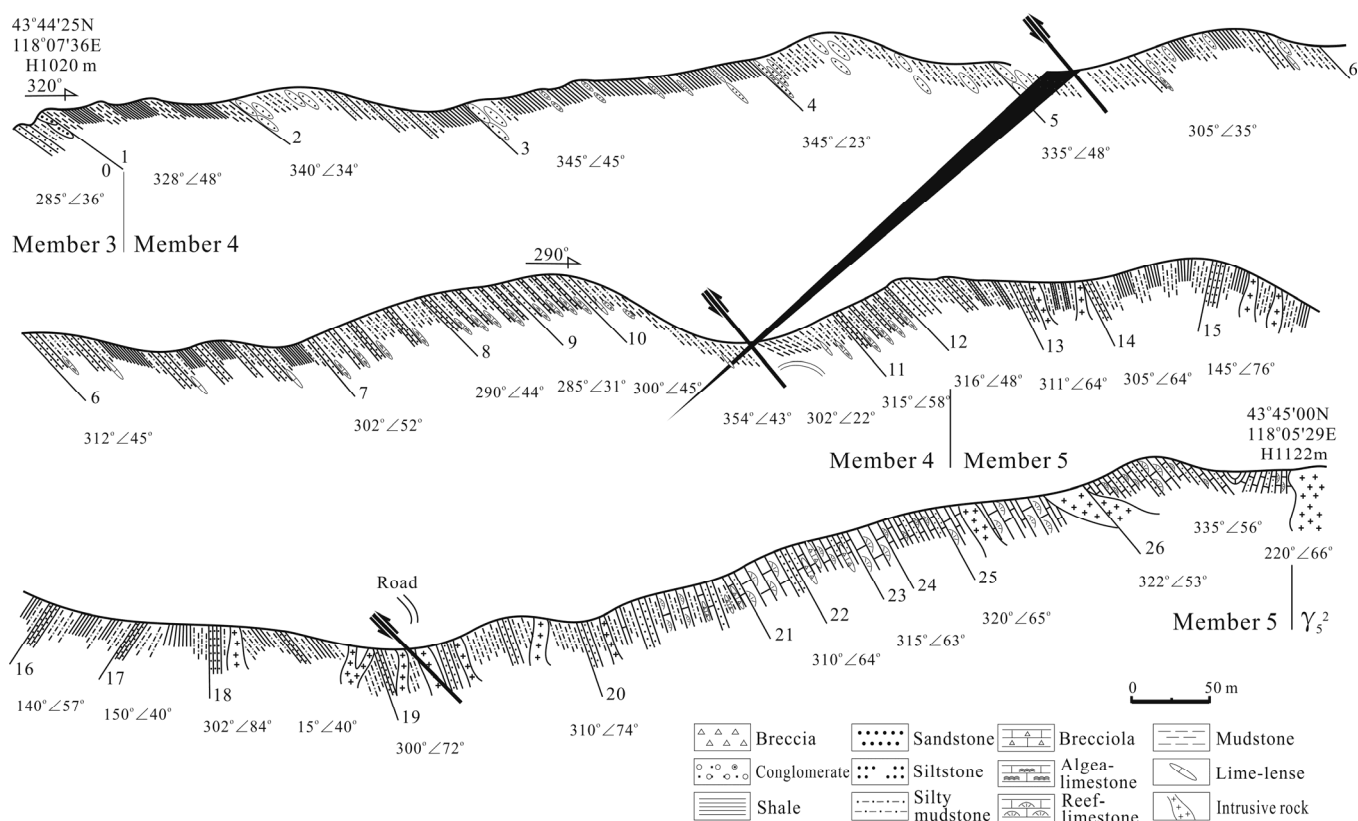 43°44'25N
118°07'36E
H1020 m
320°
0
1
2
3
4
5
6
285°∠36°
328°∠48°
340°∠34°
345°∠45°
345°∠23°
335°∠48°
305°∠35°
Member 3
Member 4
290°
6
7
8
9
10
11
12
13
14
15
312°∠45°
302°∠52°
290°∠44°
285°∠31°
300°∠45°
354°∠43°
302°∠22°
315°∠58°
316°∠48°
311°∠64°
305°∠64°
145°∠76°
Member 4
Member 5
43°45'00N
118°05'29E
H1122m
Road
16
17
18
19
20
21
22
23
24
25
26
140°∠57°
150°∠40°
302°∠84°
15°∠40°
300°∠72°
310°∠74°
310°∠64°
315°∠63°
320°∠65°
322°∠53°
335°∠56°
220°∠66°
Member 5
γ₅²
0 50 m
Breccia
Sandstone
Brecciola
Mudstone
Conglomerate
Siltstone
Algea-
limestone
Lime-lense
Shale
Silty
mudstone
Reef-
limestone
Intrusive rock